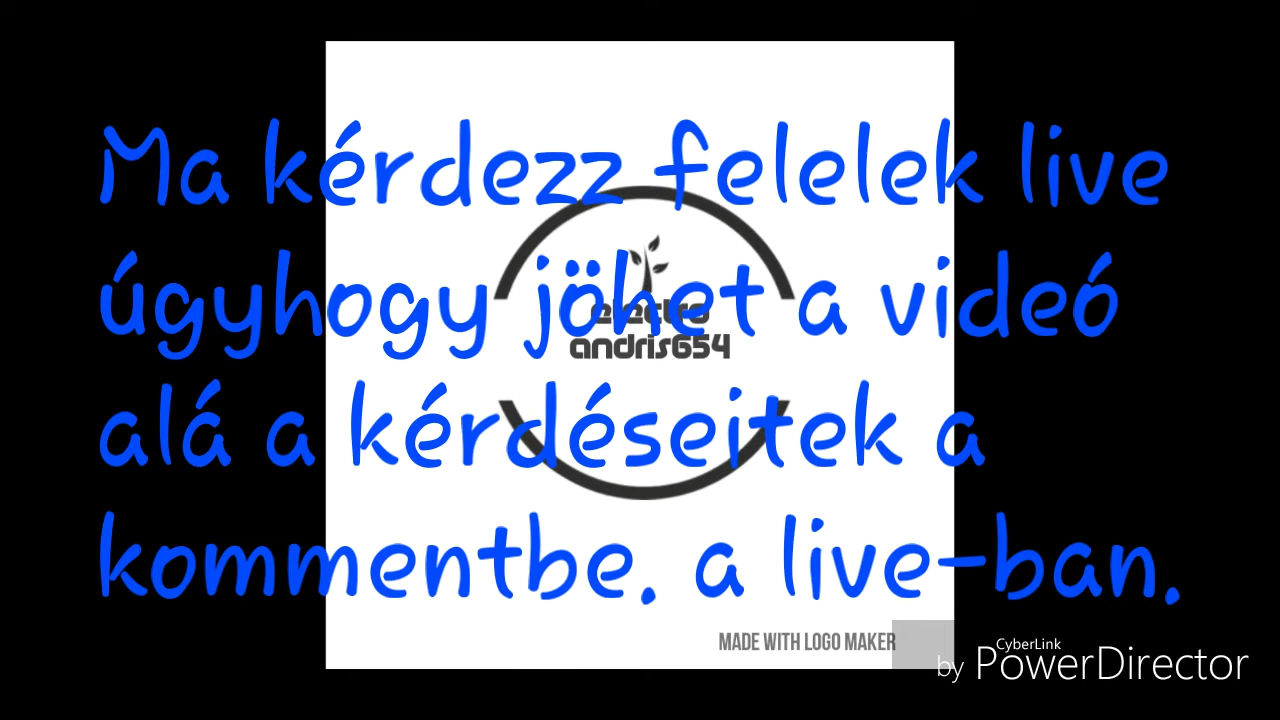 Ma kérdezz felelek live
úgyhogy jöhet a videó
alá a kérdéseitek a
kommentbe. a live-ban.
electro
andris654
MADE WITH LOGO MAKER
CyberLink
by PowerDirector